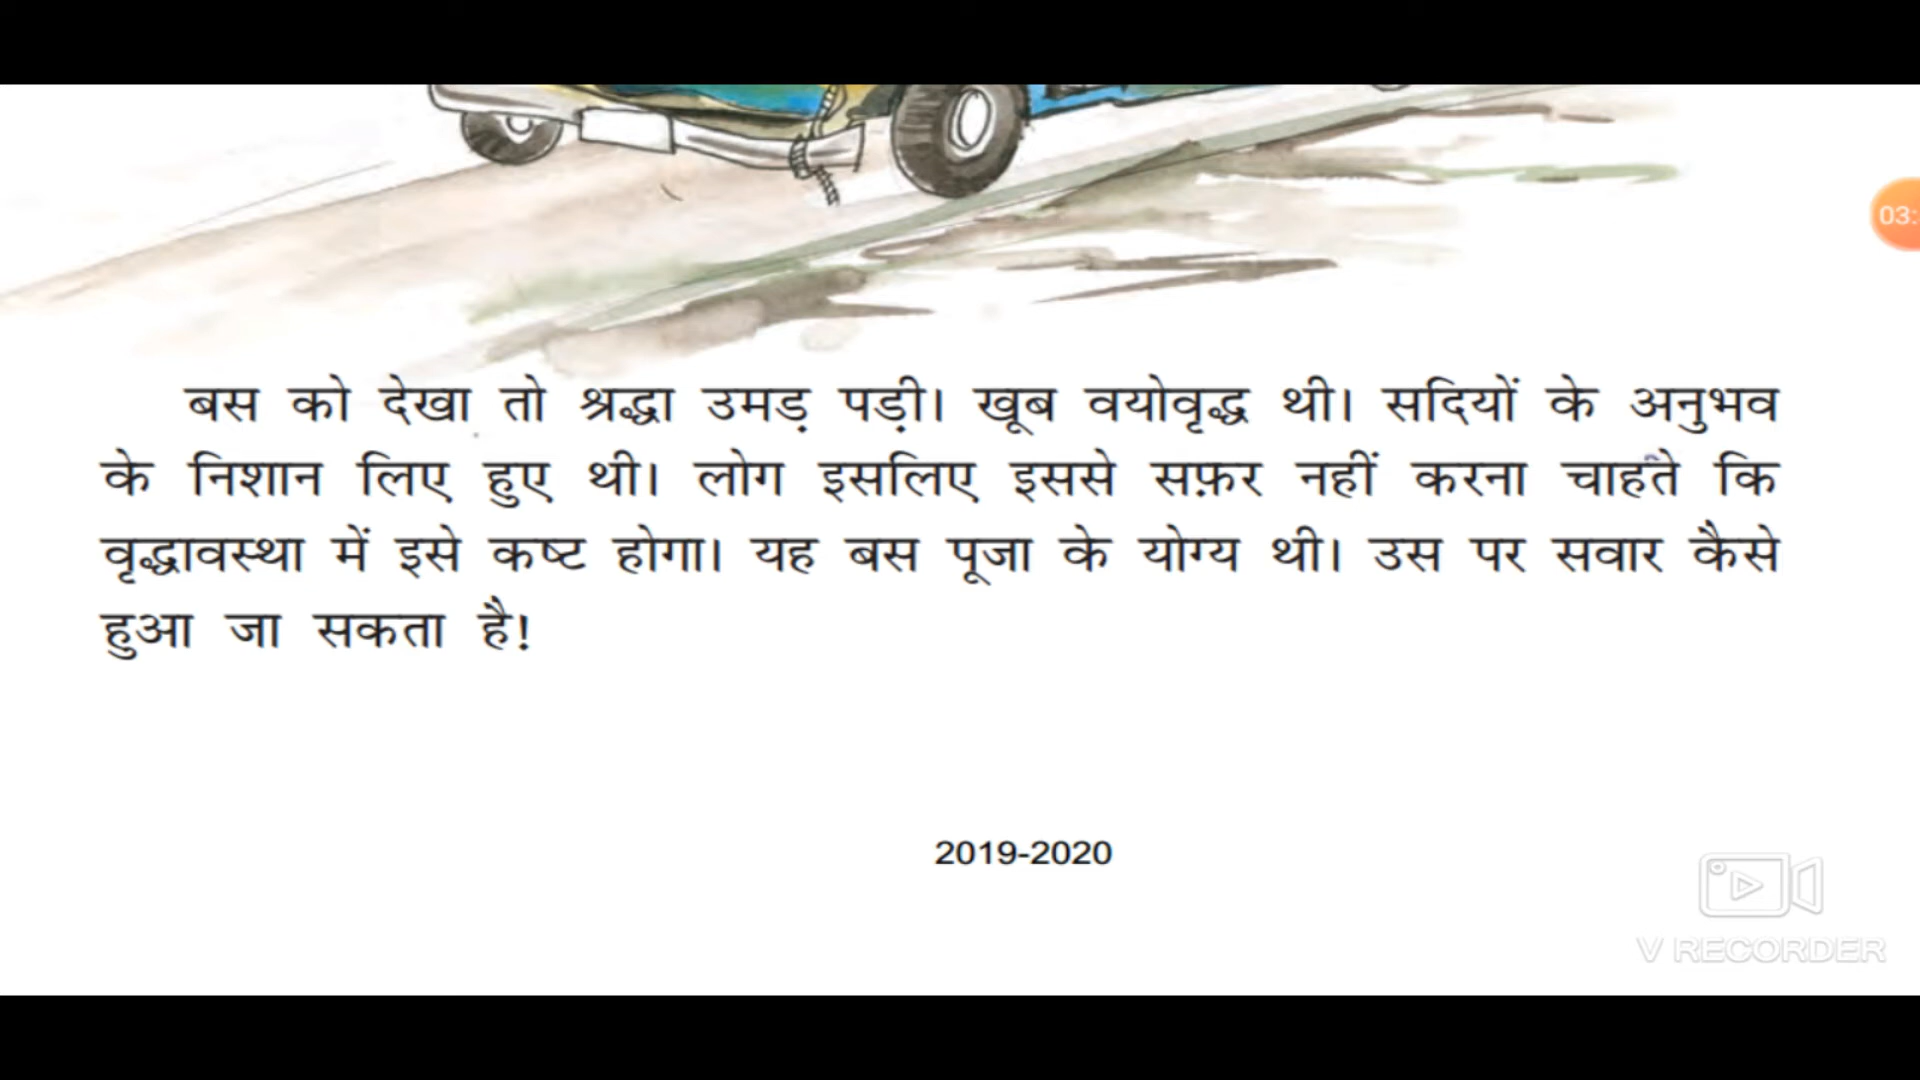 03:
बस को देखा तो श्रद्धा उमड़ पड़ी। खूब वयोवृद्ध थी। सदियों के अनुभव
के निशान लिए हुए थी। लोग इसलिए इससे सफ़र नहीं करना चाहते कि
वृद्धावस्था में इसे कष्ट होगा। यह बस पूजा के योग्य थी। उस पर सवार कैसे
हुआ जा सकता है!
2019-2020
V RECORDER